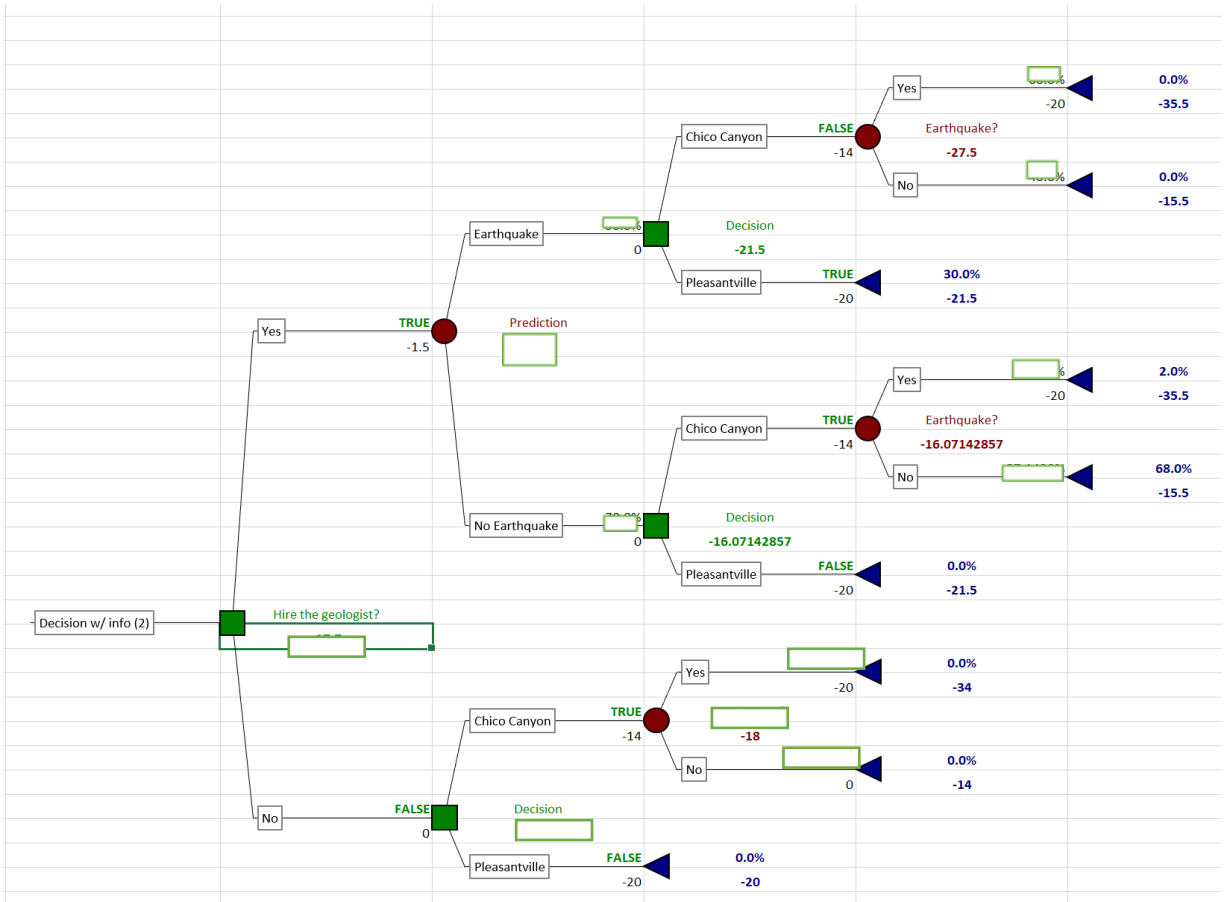 Yes
0.0%
-20
-35.5
Chico Canyon
FALSE
Earthquake?
-14
-27.5
No
0.0%
-15.5
Earthquake
Decision
0
-21.5
Pleasantville
TRUE
30.0%
-20
-21.5
Yes
TRUE
Prediction
-1.5
Yes
%
2.0%
-20
-35.5
Chico Canyon
TRUE
Earthquake?
-14
-16.07142857
No
68.0%
-15.5
No Earthquake
Decision
0
-16.07142857
Pleasantville
FALSE
0.0%
-20
-21.5
Decision w/ info (2)
Hire the geologist?
Yes
0.0%
-20
-34
Chico Canyon
TRUE
-14
-18
No
0.0%
0
-14
No
FALSE
Decision
0
Pleasantville
FALSE
0.0%
-20
-20